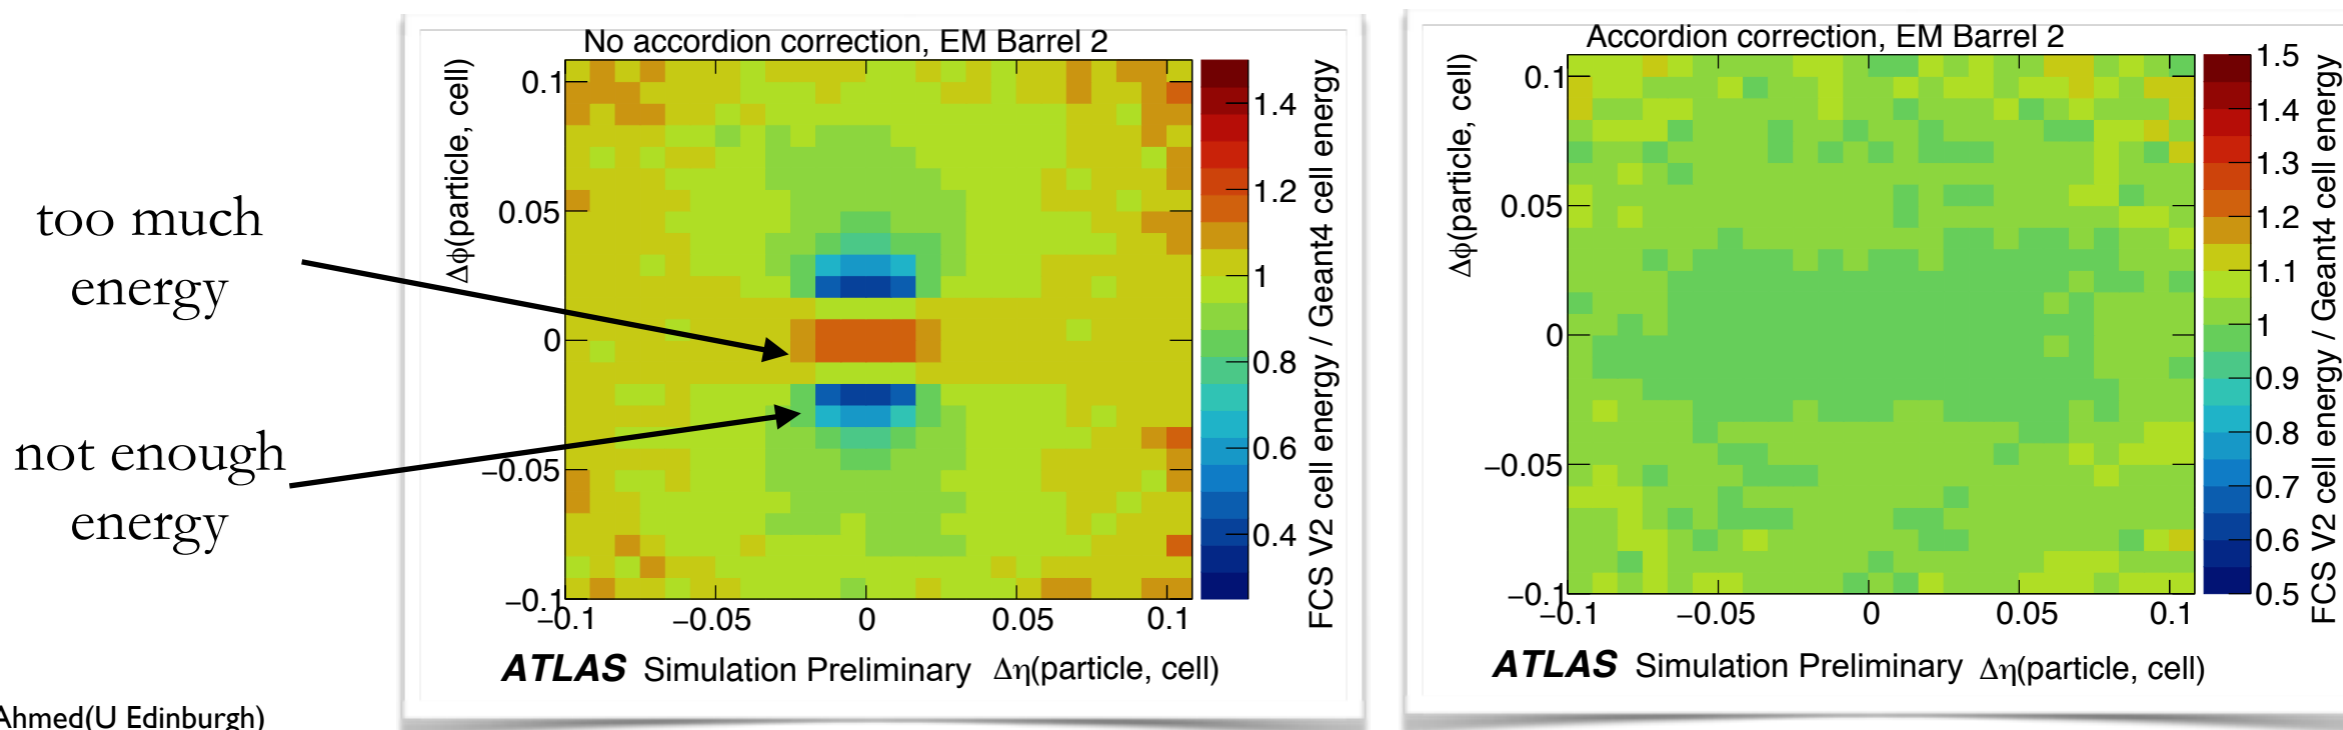 too much
energy
not enough
energy
No accordion correction, EM Barrel 2
Δϕ(particle, cell)
0.1
0.05
0
−0.05
−0.1
−0.1
−0.05
0
0.05
0.1
1.4
1.2
1
0.8
0.6
0.4
FCS V2 cell energy / Geant4 cell energy
ATLAS Simulation Preliminary Δη(particle, cell)
Accordion correction, EM Barrel 2
Δϕ(particle, cell)
0.1
0.05
0
−0.05
−0.1
−0.1
−0.05
0
0.05
0.1
1.5
1.4
1.3
1.2
1.1
1
0.9
0.8
0.7
0.6
0.5
FCS V2 cell energy / Geant4 cell energy
ATLAS Simulation Preliminary Δη(particle, cell)
Ahmed(U Edinburgh)